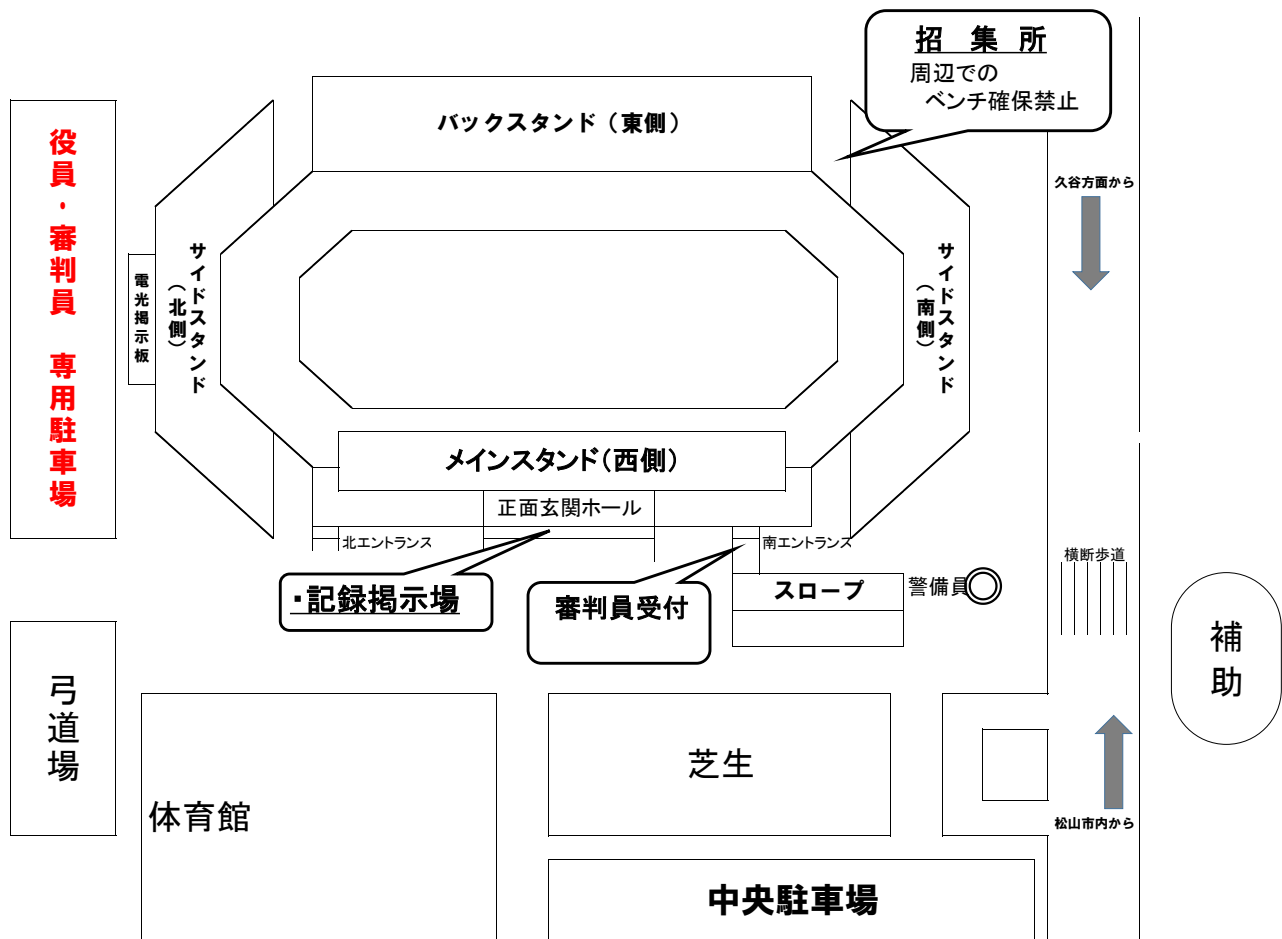 招　集　所
周辺での
ベンチ確保禁止
バックスタンド（東側）
役員・審判員　専用駐車場
久谷方面から
サイドスタンド
（北側）
電光掲示板
サイドスタンド
（南側）
メインスタンド（西側）
正面玄関ホール
北エントランス
南エントランス
横断歩道
・記録掲示場
審判員受付
スロープ
警備員
補助
弓道場
体育館
芝生
松山市内から
中央駐車場